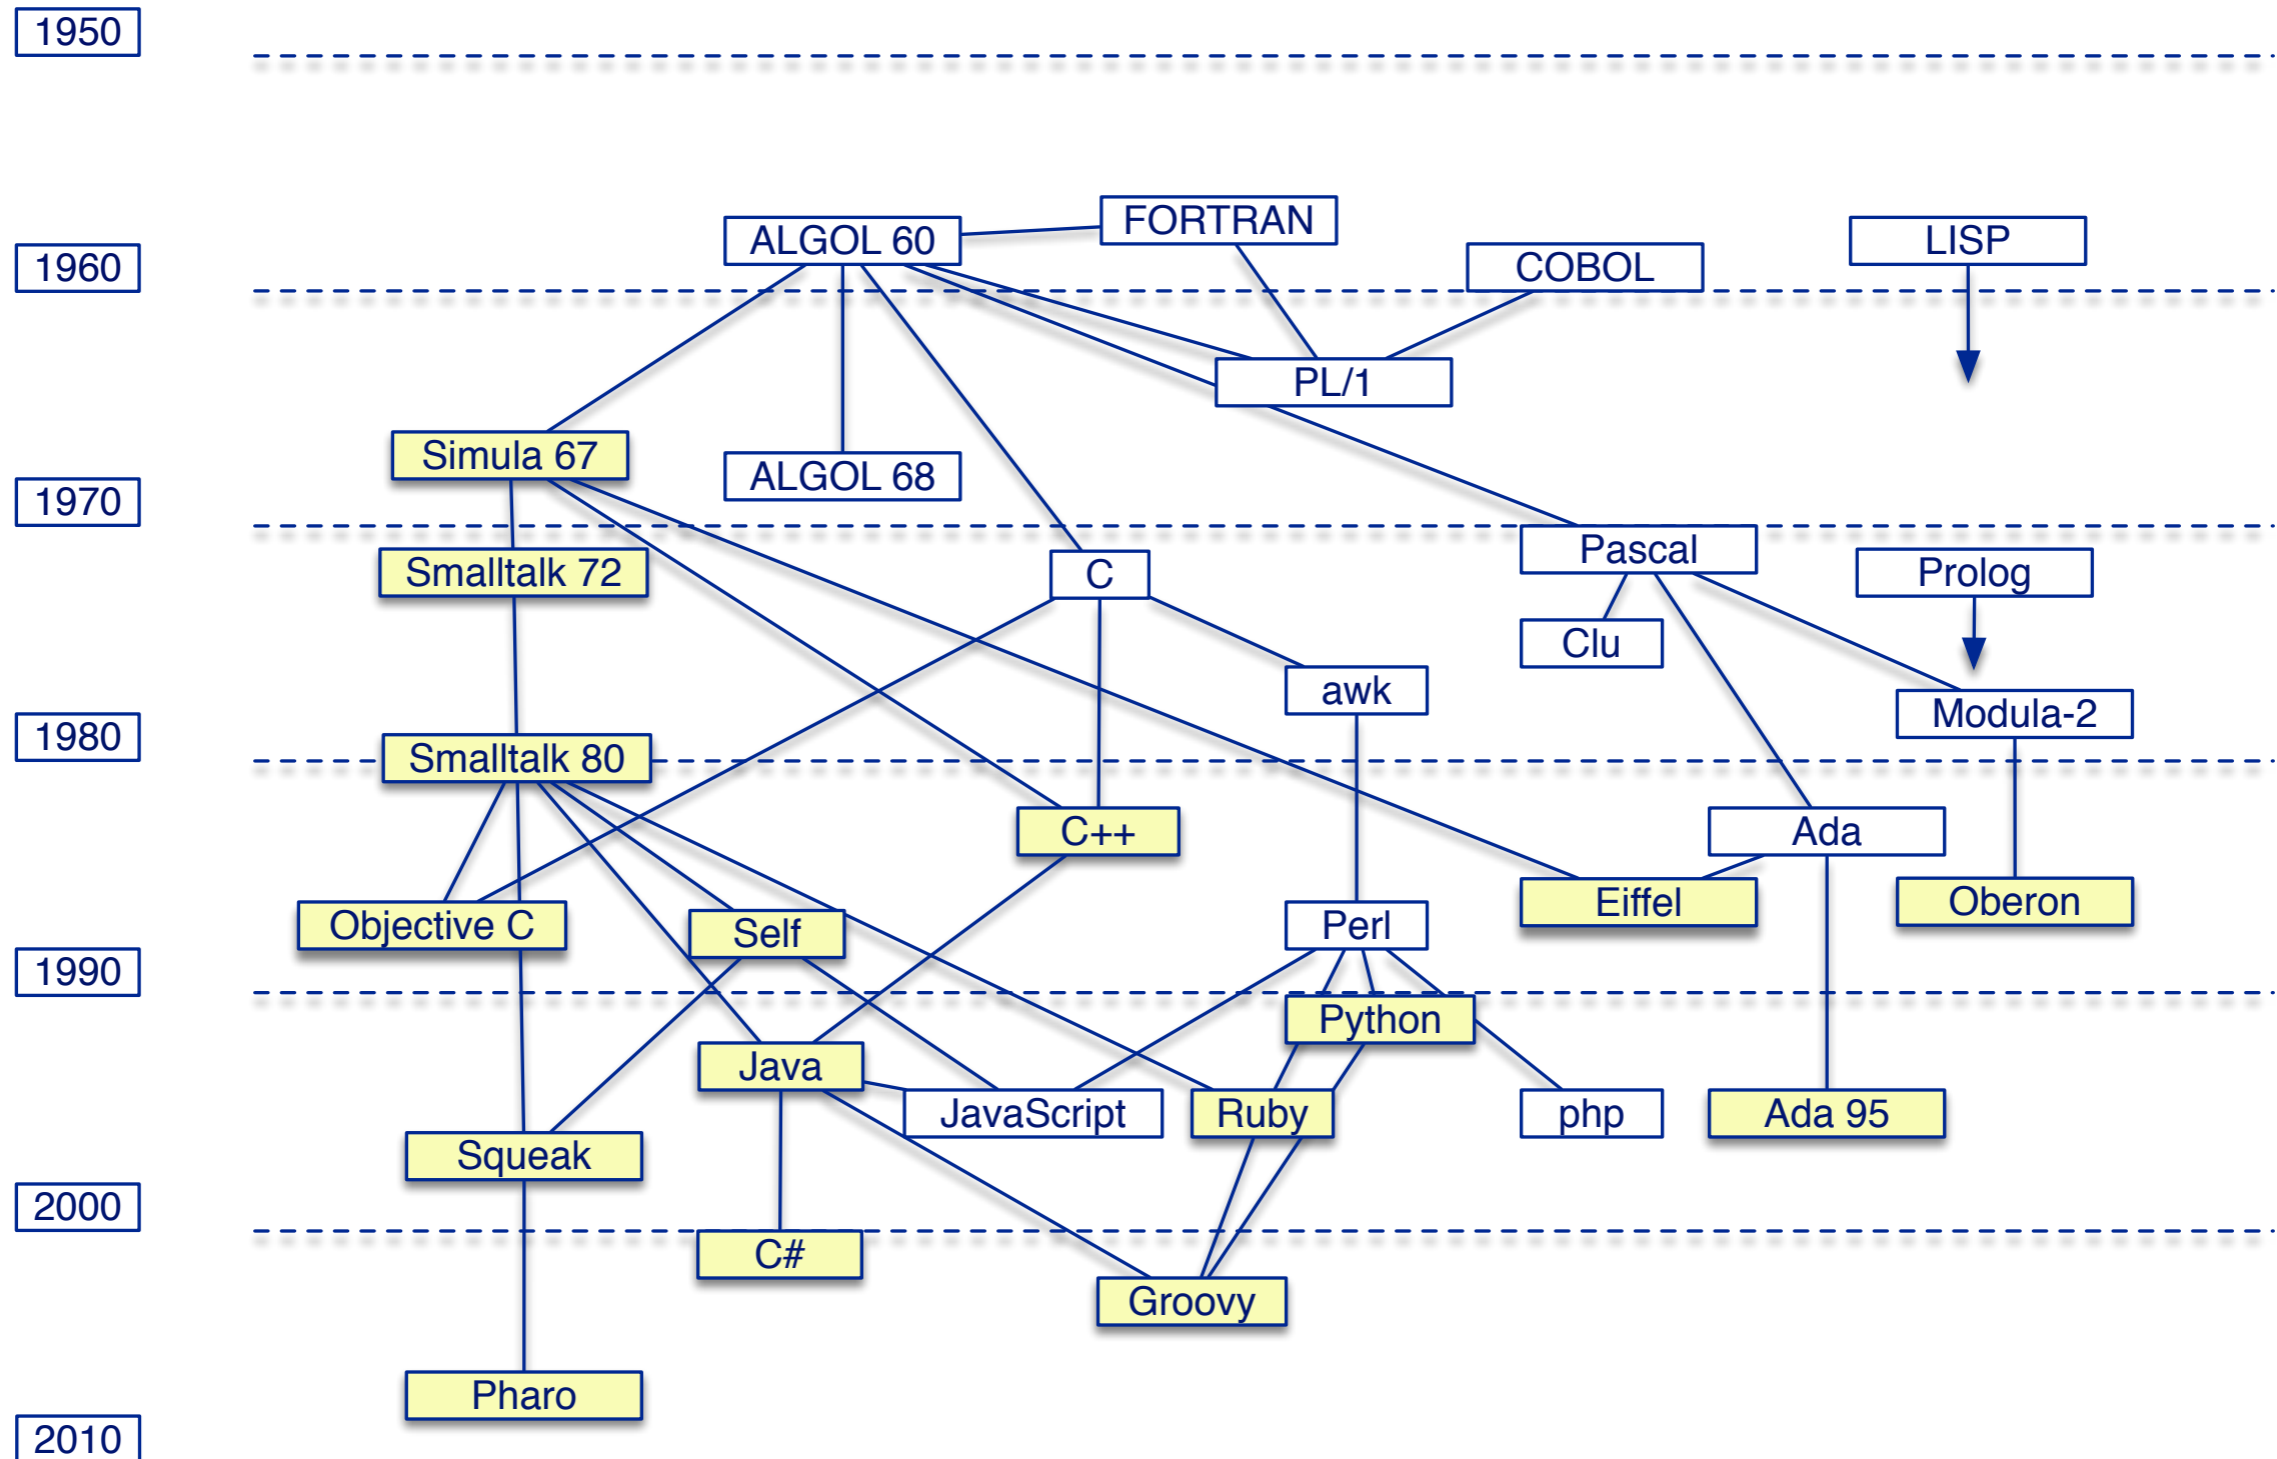 1950
FORTRAN
ALGOL 60
LISP
COBOL
1960
PL/1
Simula 67
ALGOL 68
1970
Pascal
Smalltalk 72
C
Prolog
Clu
awk
Modula-2
1980
Smalltalk 80
C++
Ada
Eiffel
Oberon
Objective C
Self
Perl
1990
Python
Java
JavaScript
Ruby
php
Ada 95
Squeak
2000
C#
Groovy
Pharo
2010